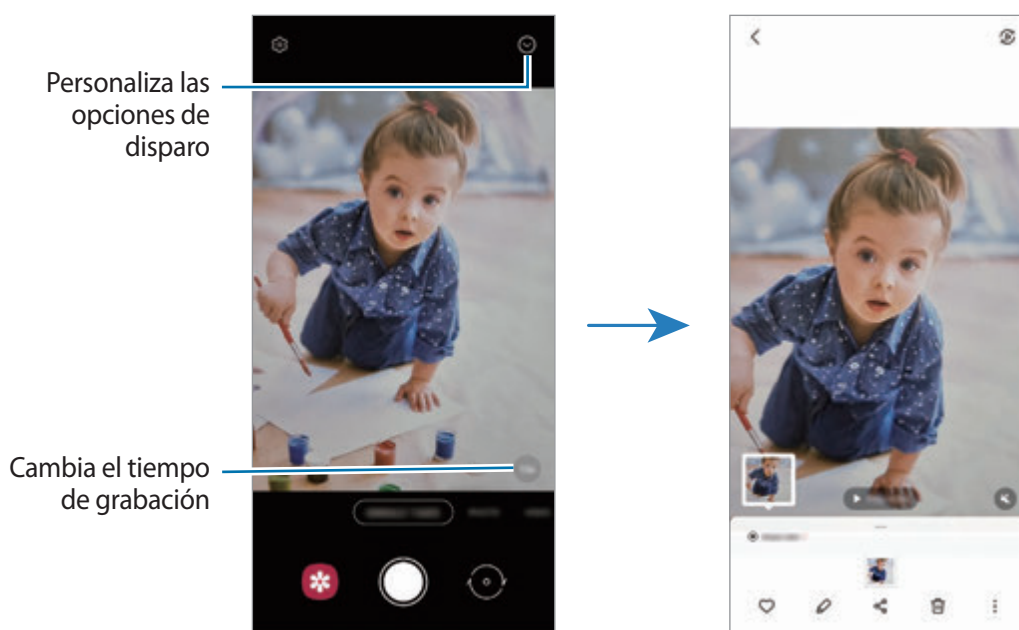 Personaliza las
opciones de
disparo
Cambia el tiempo
de grabación